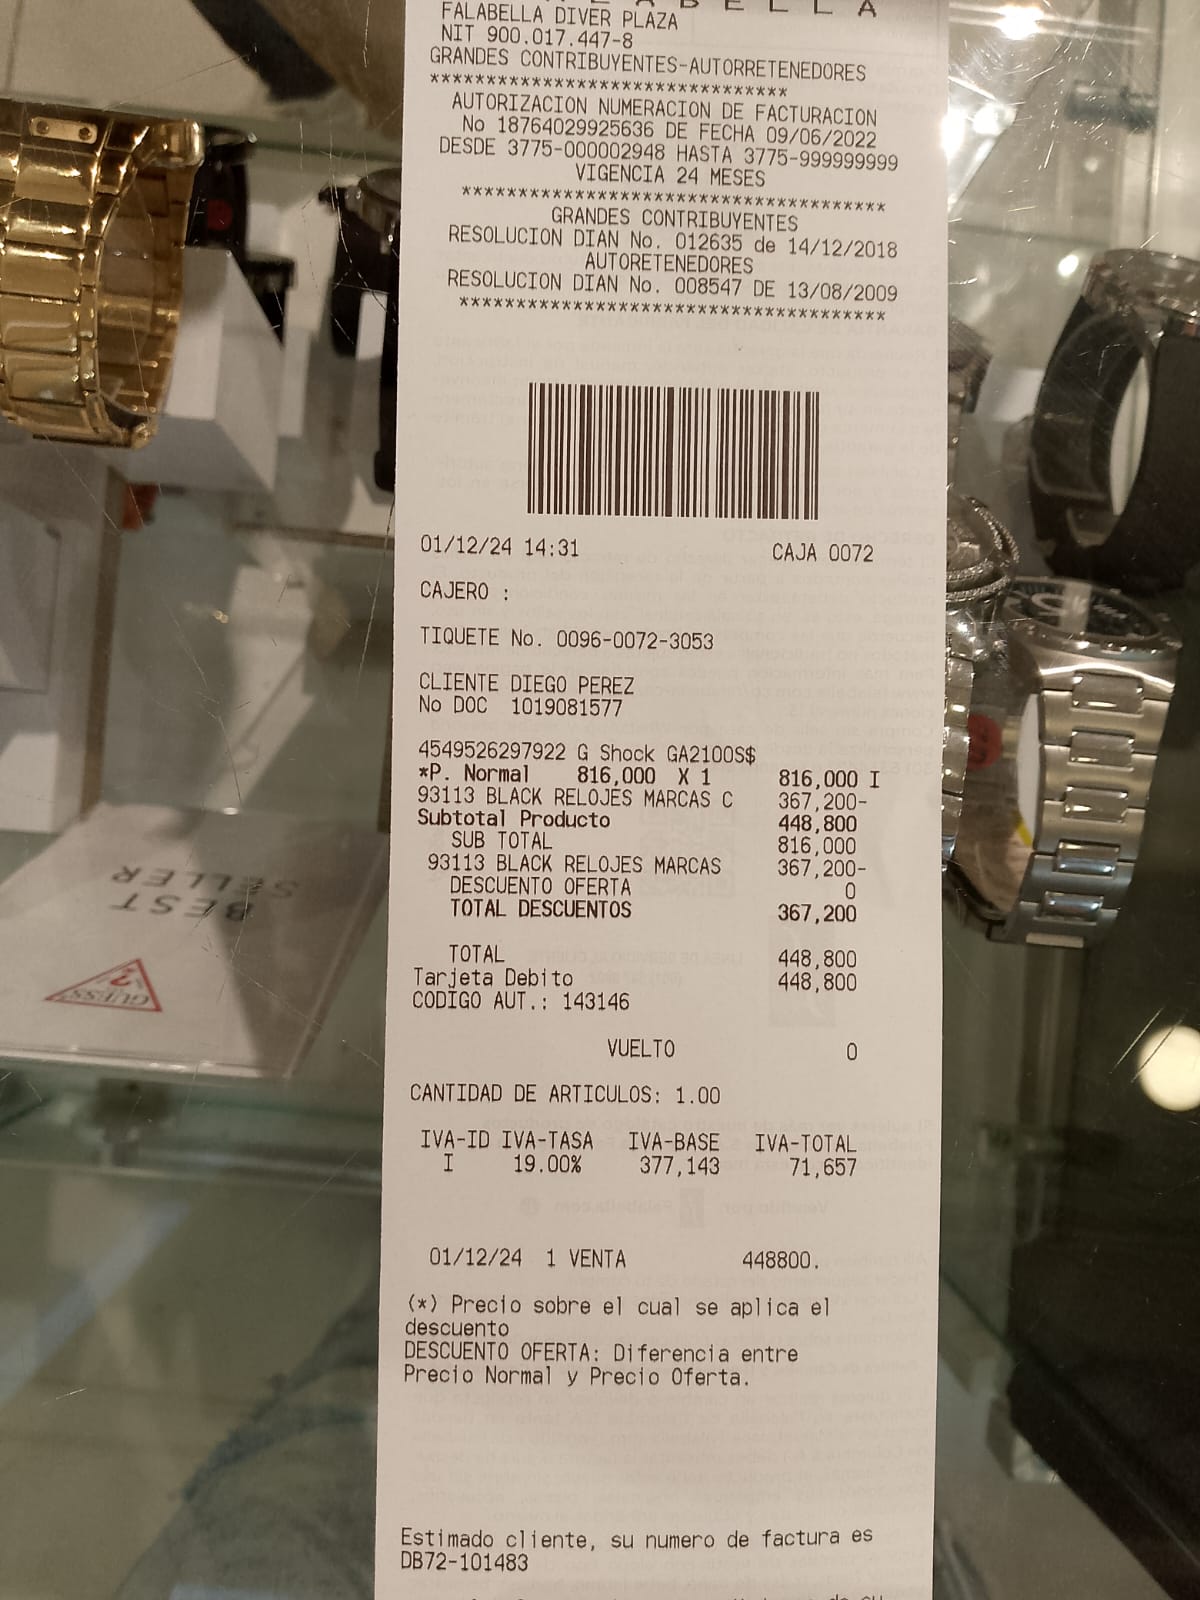 FALABELLA DIVER PLAZA
NIT 900.017.447-8
GRANDES CONTRIBUYENTES-AUTORRETENEDORES
********************************
AUTORIZACION NUMERACION DE FACTURACION
No 18764029925636 DE FECHA 09/06/2022
DESDE 3775-000002948 HASTA 3775-999999999
VIGENCIA 24 MESES
**************************************
GRANDES CONTRIBUYENTES
RESOLUCION DIAN No. 012635 de 14/12/2018
AUTORETENEDORES
RESOLUCION DIAN No. 008547 DE 13/08/2009
**************************************
01/12/24 14:31 CAJA 0072
CAJERO :
TIQUETE No. 0096-0072-3053
CLIENTE DIEGO PEREZ
No DOC 1019081577
4549526297922 G Shock GA2100S$
*P. Normal 816,000 X 1 816,000 I
93113 BLACK RELOJES MARCAS C 367,200-
Subtotal Producto 448,800
SUB TOTAL 816,000
93113 BLACK RELOJES MARCAS 367,200-
DESCUENTO OFERTA 0
TOTAL DESCUENTOS 367,200
TOTAL 448,800
Tarjeta Debito 448,800
CODIGO AUT.: 143146
VUELTO 0
CANTIDAD DE ARTICULOS: 1.00
IVA-ID IVA-TASA IVA-BASE IVA-TOTAL
I 19.00% 377,143 71,657
01/12/24 1 VENTA 448800.
(*) Precio sobre el cual se aplica el
descuento
DESCUENTO OFERTA: Diferencia entre
Precio Normal y Precio Oferta.
Estimado cliente, su numero de factura es
DB72-101483
BEST
SELLER
GUESS